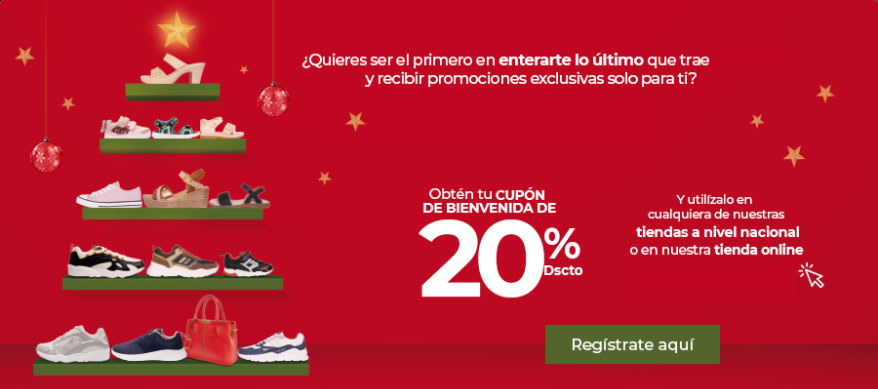 ¿Quieres ser el primero en enterarte lo último que trae
y recibir promociones exclusivas solo para ti?
Obtén tu CUPÓN
DE BIENVENIDA DE
20%
Dscto
Y utilízalo en
cualquiera de nuestras
tiendas a nivel nacional
o en nuestra tienda online
Regístrate aquí